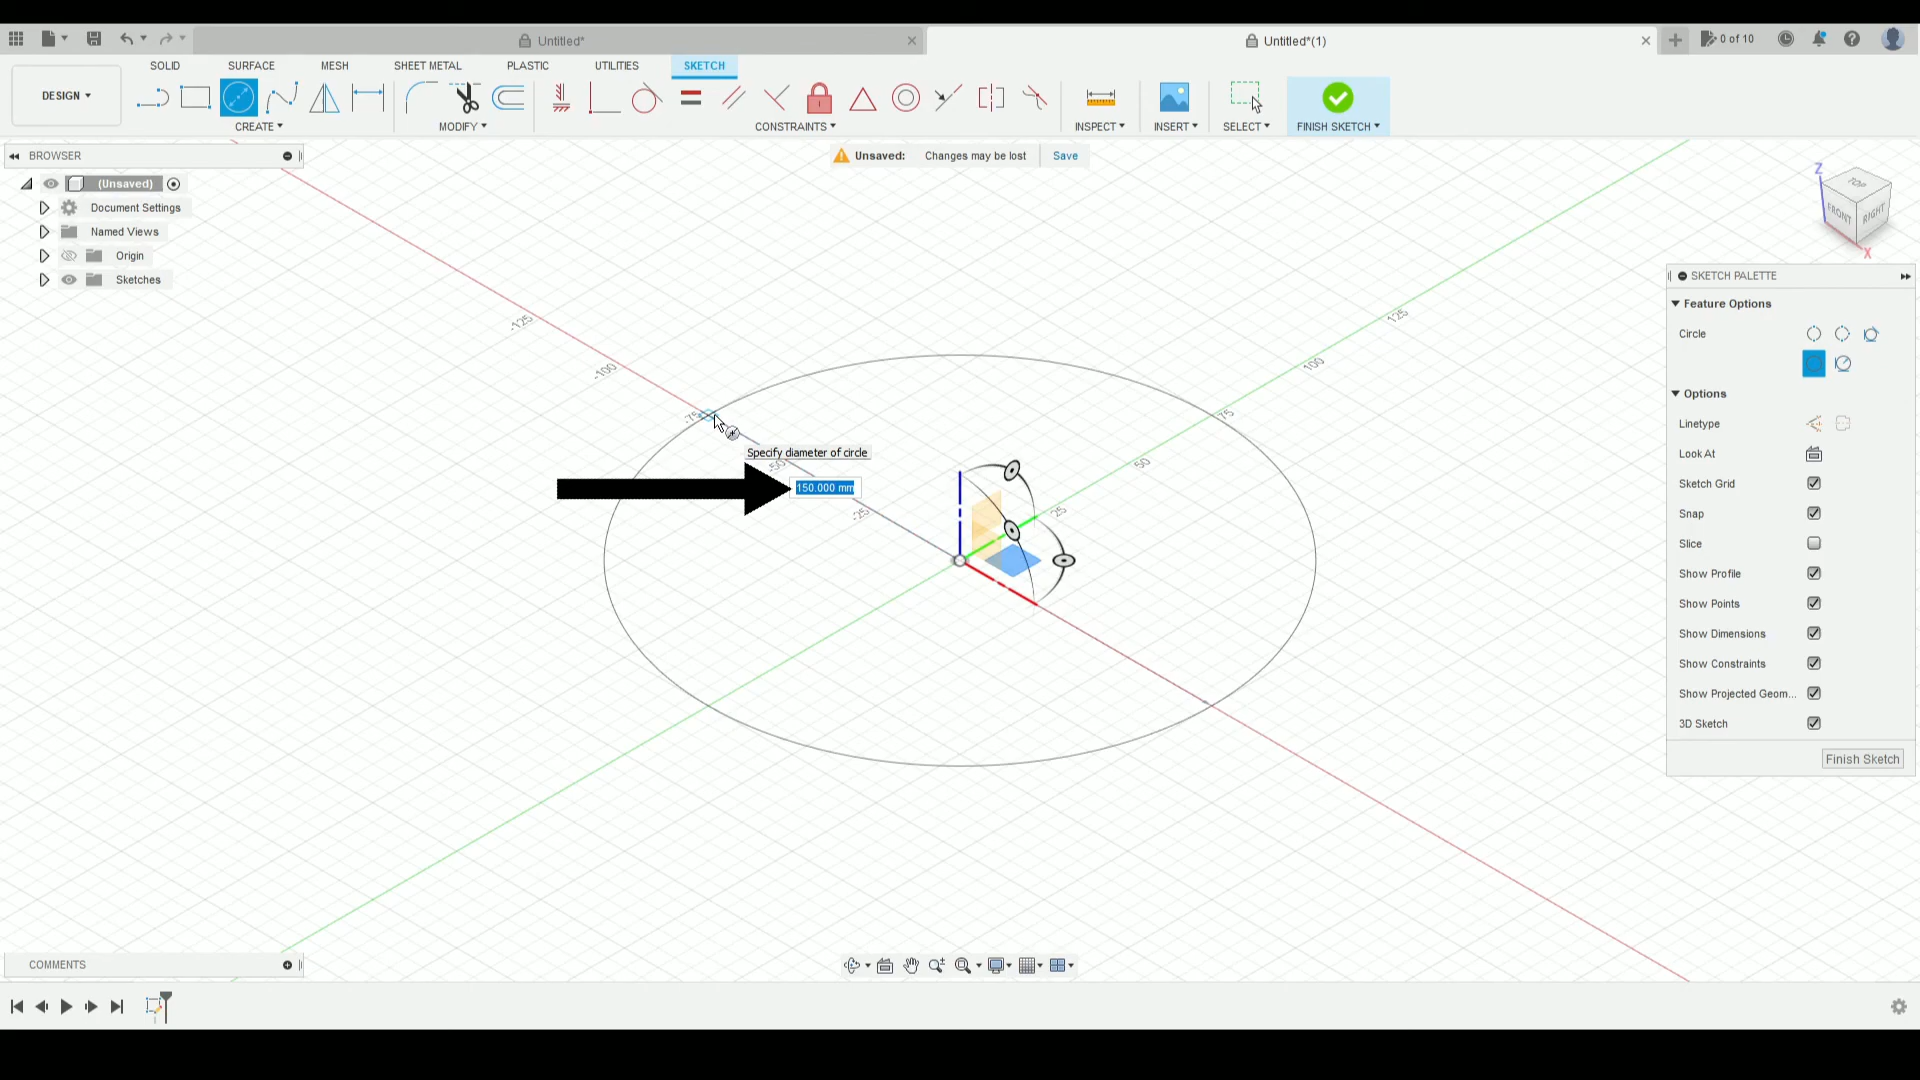 Untitled*
Untitled*(1)
0 of 10
SOLID
SURFACE
MESH
SHEET METAL
PLASTIC
UTILITIES
SKETCH
DESIGN
CREATE
MODIFY
CONSTRAINTS
INSPECT
INSERT
SELECT
FINISH SKETCH
BROWSER
Unsaved: Changes may be lost
Save
(Unsaved)
Document Settings
Named Views
Origin
Sketches
Z
TOP
FRONT
RIGHT
X
SKETCH PALETTE
Feature Options
Circle
Options
Linetype
Look At
Sketch Grid
Snap
Slice
Show Profile
Show Points
Show Dimensions
Show Constraints
Show Projected Geom...
3D Sketch
Finish Sketch
-125
-100
-75
-50
-25
125
100
75
50
25
Specify diameter of circle
150.000 mm
COMMENTS